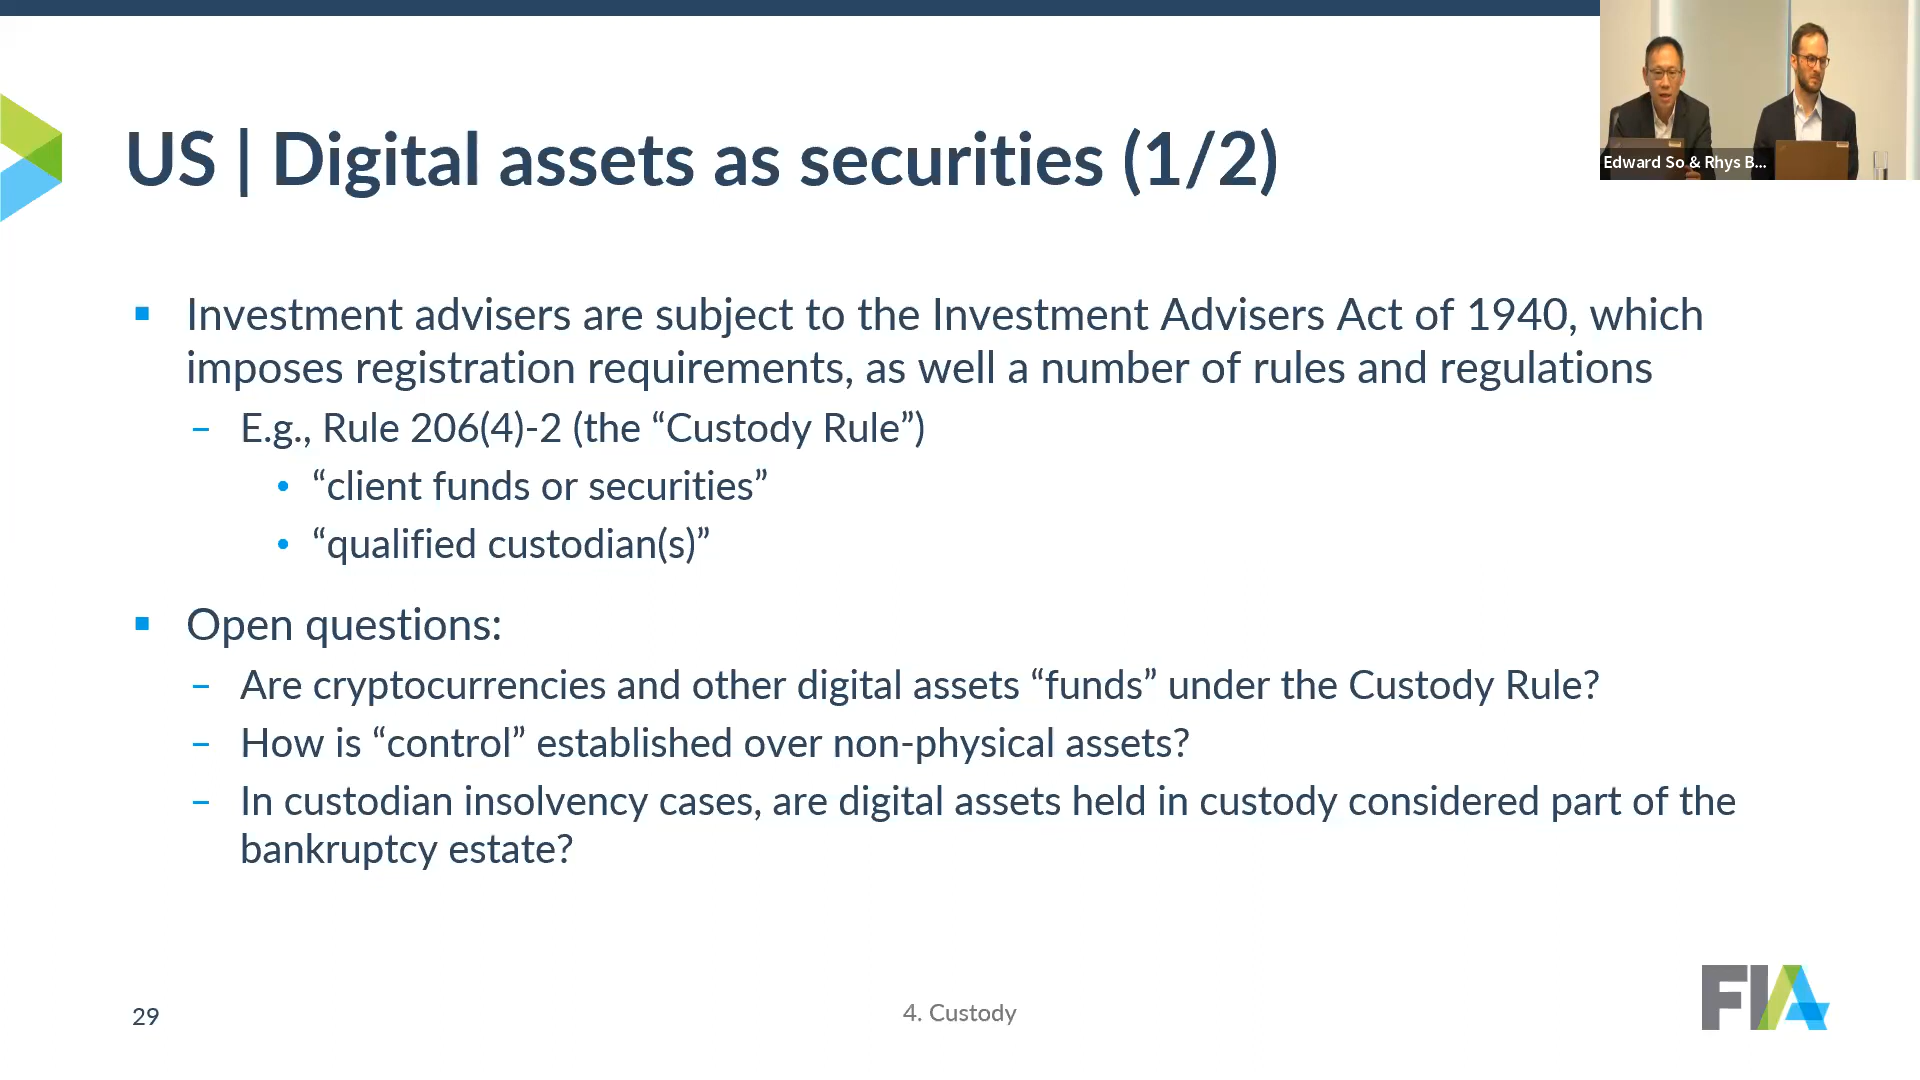 Edward So & Rhys B...
US | Digital assets as securities (1/2)
▪ Investment advisers are subject to the Investment Advisers Act of 1940, which
imposes registration requirements, as well a number of rules and regulations
– E.g., Rule 206(4)-2 (the “Custody Rule”)
• “client funds or securities”
• “qualified custodian(s)”
▪ Open questions:
– Are cryptocurrencies and other digital assets “funds” under the Custody Rule?
– How is “control” established over non-physical assets?
– In custodian insolvency cases, are digital assets held in custody considered part of the
bankruptcy estate?
29
4. Custody
FIA